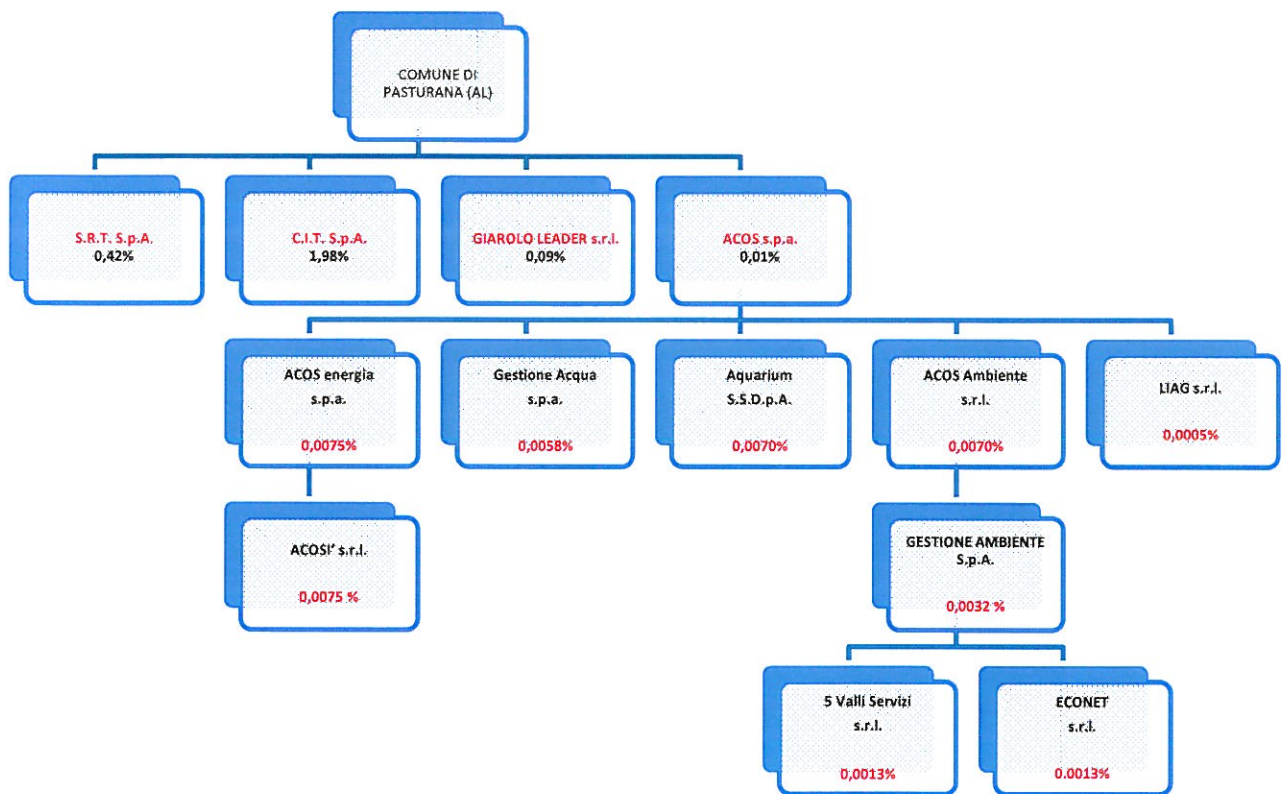 COMUNE DI
PASTURANA (AL)
S.R.T. S.p.A.
0,42%
C.I.T. S.p.A.
1,98%
GIAROLO LEADER s.r.l.
0,09%
ACOS s.p.a.
0,01%
ACOS energia
s.p.a.
0,0075%
Gestione Acqua
s.p.a.
0,0058%
Aquarium
S.S.D.p.A.
0,0070%
ACOS Ambiente
s.r.l.
0,0070%
LIAG s.r.l.
0,0005%
ACOSI' s.r.l.
0,0075 %
GESTIONE AMBIENTE
S.p.A.
0,0032 %
5 Valli Servizi
s.r.l.
0,0013%
ECONET
s.r.l.
0.0013%